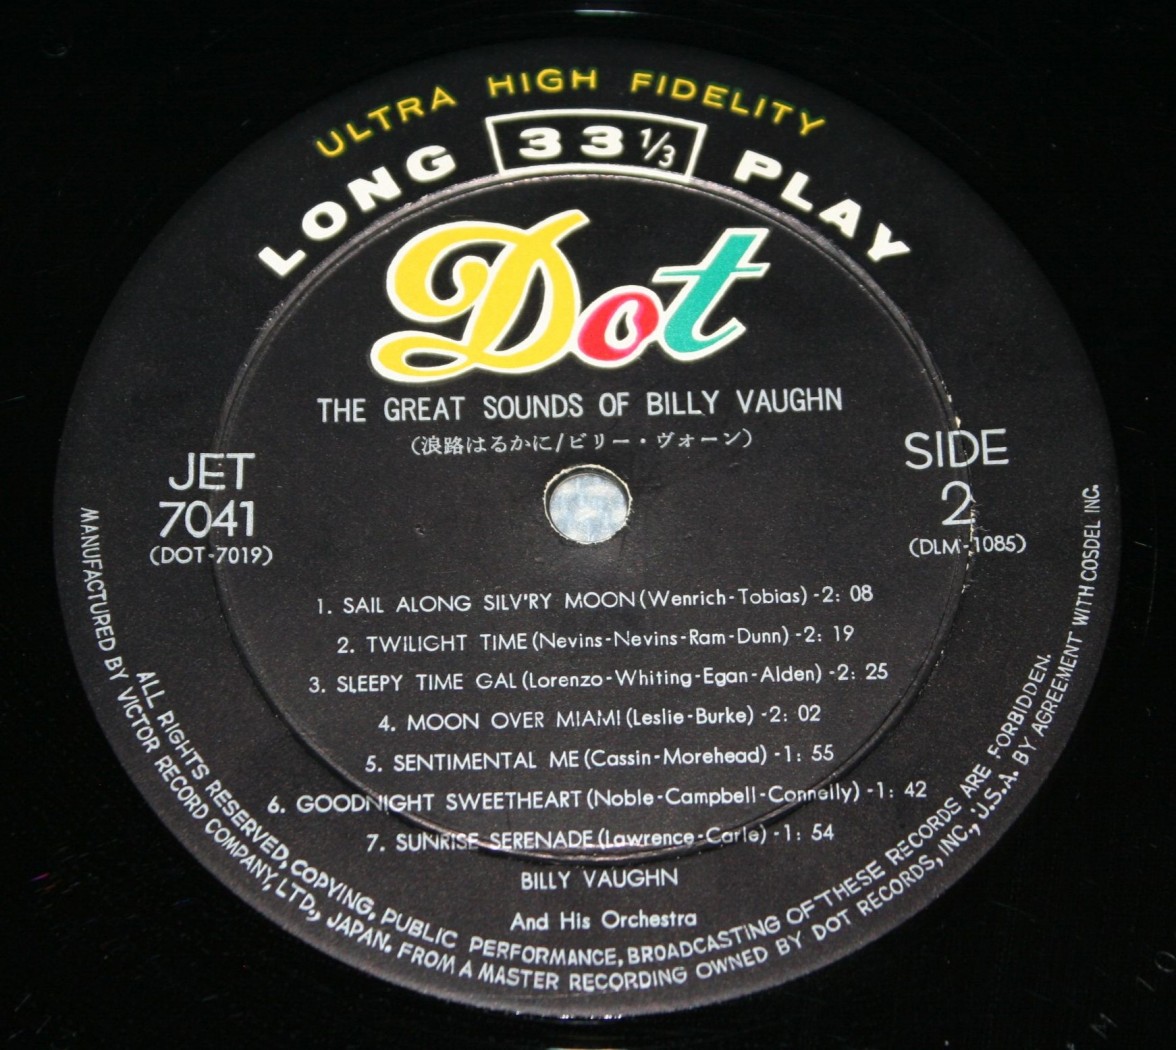 ULTRA HIGH FIDELITY
LONG 33 1/3 PLAY
Dot
THE GREAT SOUNDS OF BILLY VAUGHN
(浪路はるかに/ビリー・ヴォーン)
JET
7041
(DOT-7019)
SIDE
2
(DLM-1085)
1. SAIL ALONG SILV'RY MOON(Wenrich-Tobias)-2: 08
2. TWILIGHT TIME(Nevins-Nevins-Ram-Dunn)-2: 19
3. SLEEPY TIME GAL(Lorenzo-Whiting-Egan-Alden)-2: 25
4. MOON OVER MIAMI(Leslie-Burke)-2: 02
5. SENTIMENTAL ME(Cassin-Morehead)-1: 55
6. GOODNIGHT SWEETHEART(Noble-Campbell-Connelly)-1: 42
7. SUNRISE SERENADE(Lawrence-Carle)-1: 54
BILLY VAUGHN
And His Orchestra
ALL RIGHTS RESERVED, COPYING, PUBLIC PERFORMANCE, BROADCASTING OF THESE RECORDS ARE FORBIDDEN.
MANUFACTURED BY VICTOR RECORD COMPANY, LTD., JAPAN. FROM A MASTER RECORDING OWNED BY DOT RECORDS, INC., U.S.A. BY AGREEMENT WITH COSDEL INC.